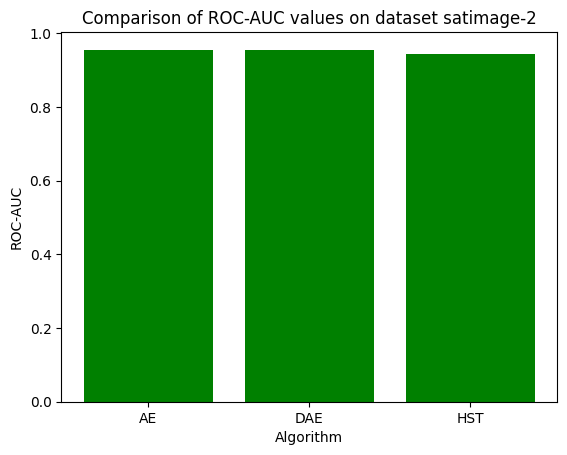 Comparison of ROC-AUC values on dataset satimage-2
1.0
0.8
0.6
0.4
0.2
0.0
ROC-AUC
AE DAE HST
Algorithm